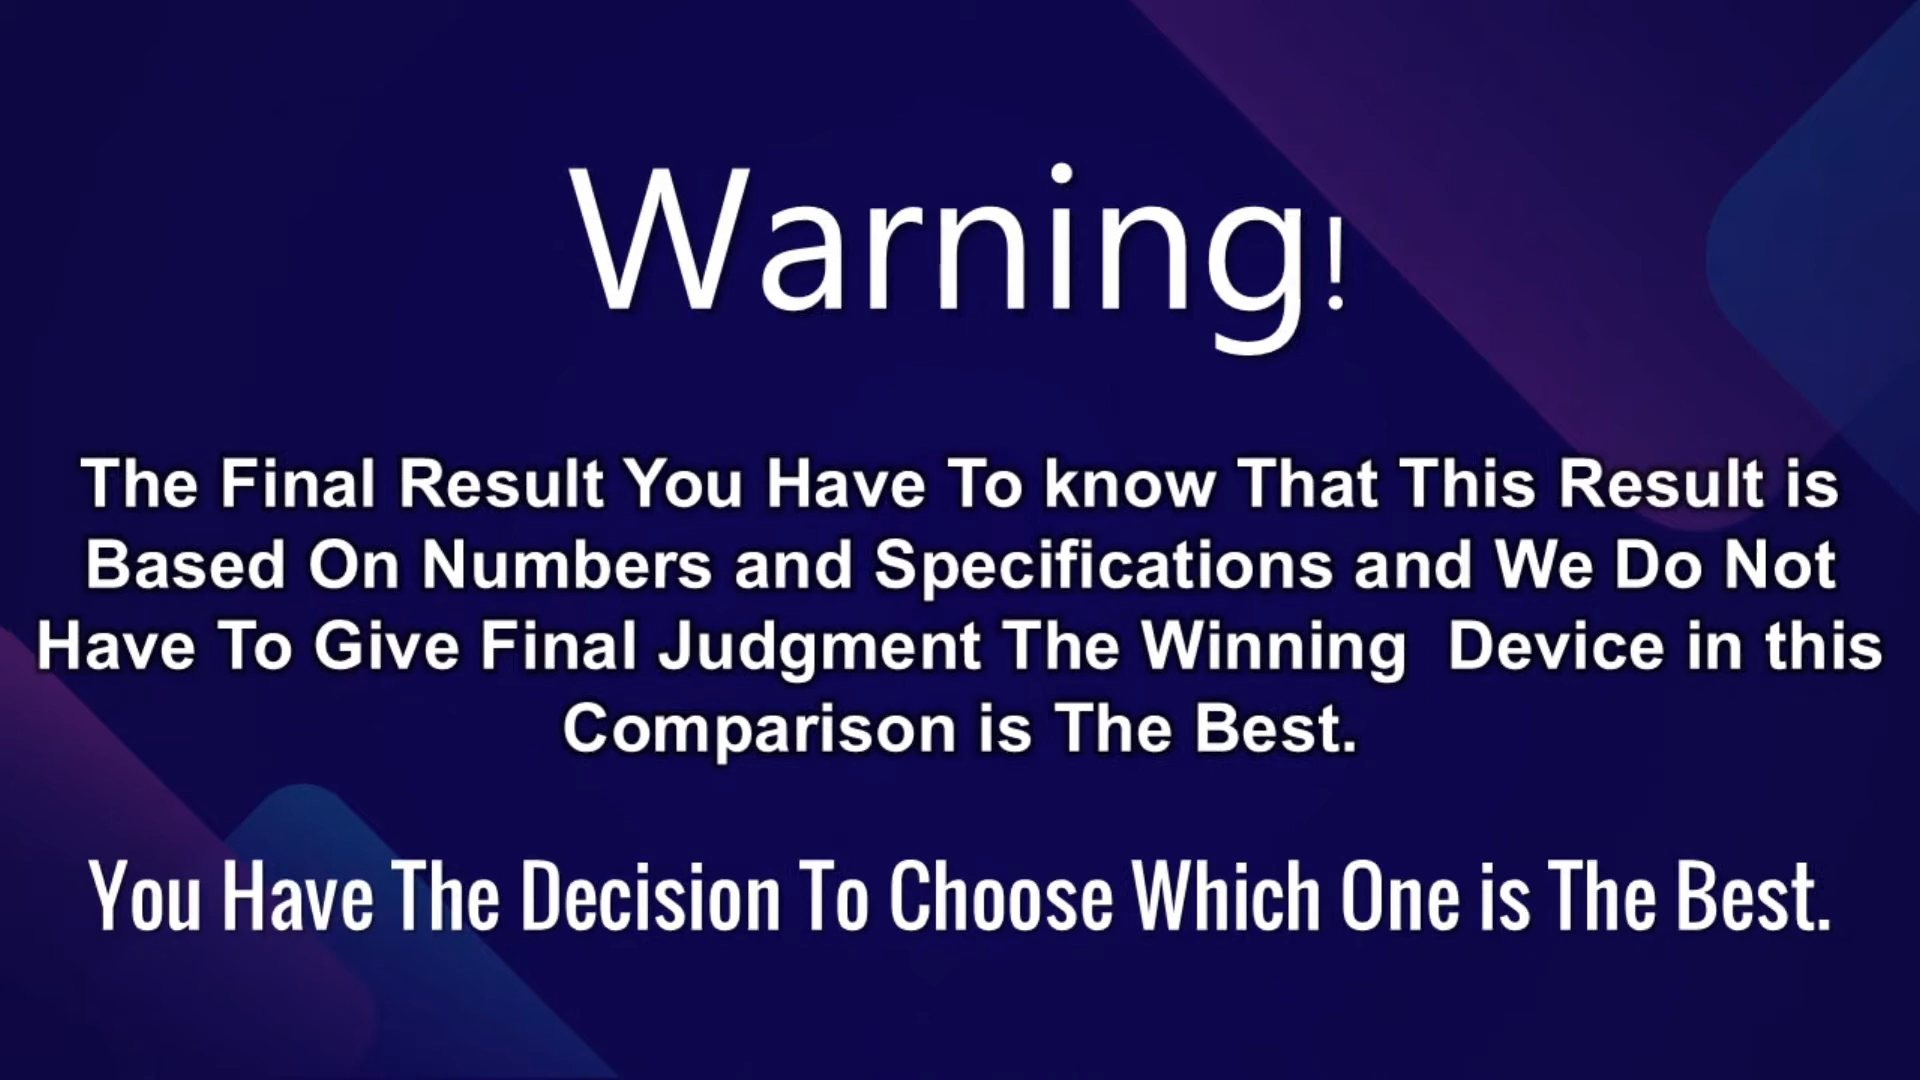 Warning!
The Final Result You Have To know That This Result is
Based On Numbers and Specifications and We Do Not
Have To Give Final Judgment The Winning  Device in this
Comparison is The Best.
You Have The Decision To Choose Which One is The Best.